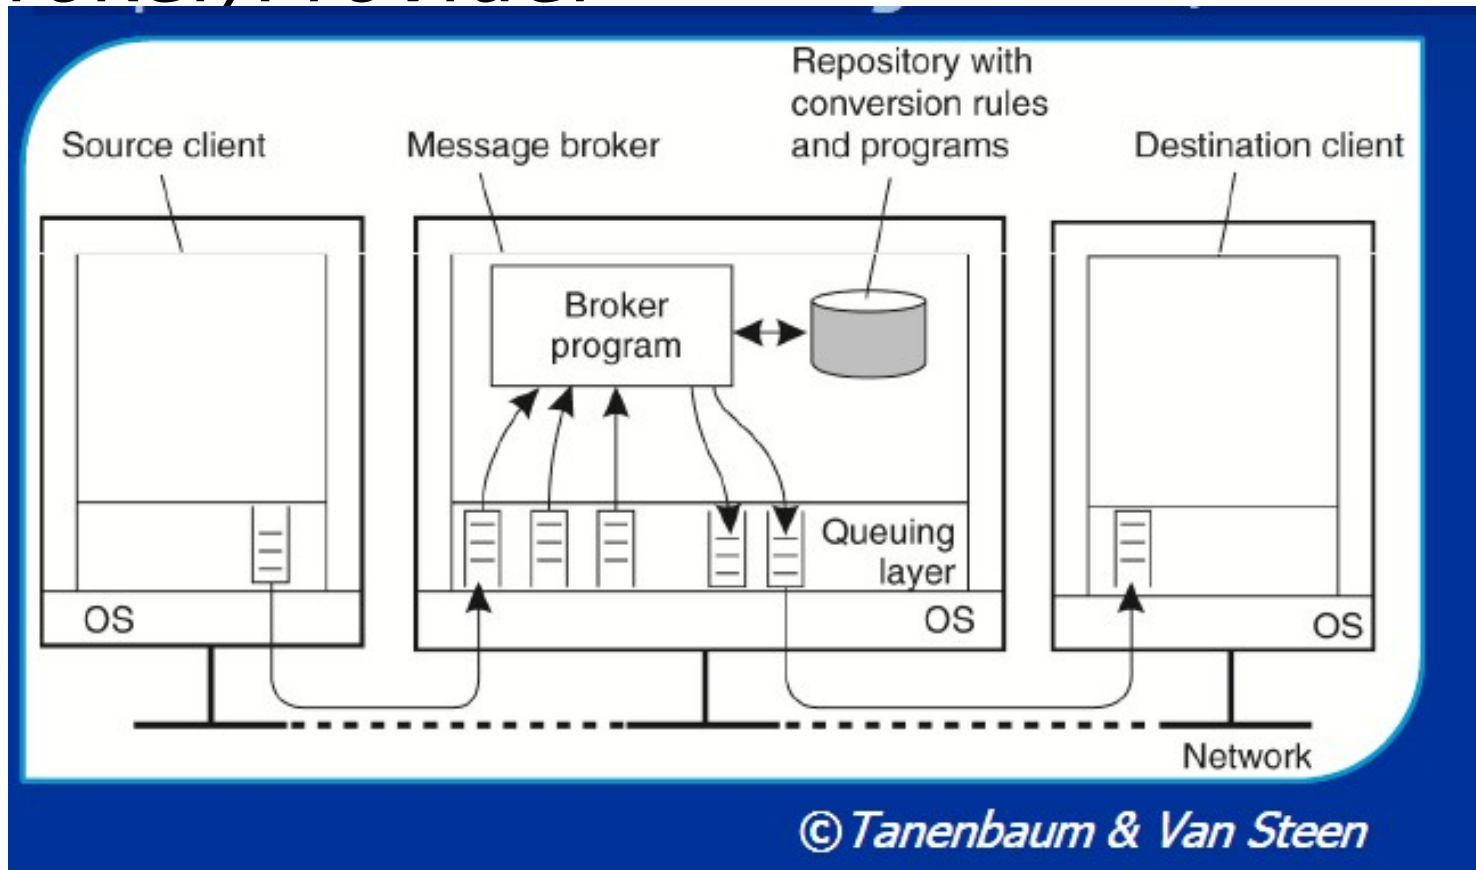 Repository with
conversion rules
and programs
Source client
Message broker
Destination client
Broker
program
Queuing
layer
OS
OS
OS
Network
©Tanenbaum & Van Steen